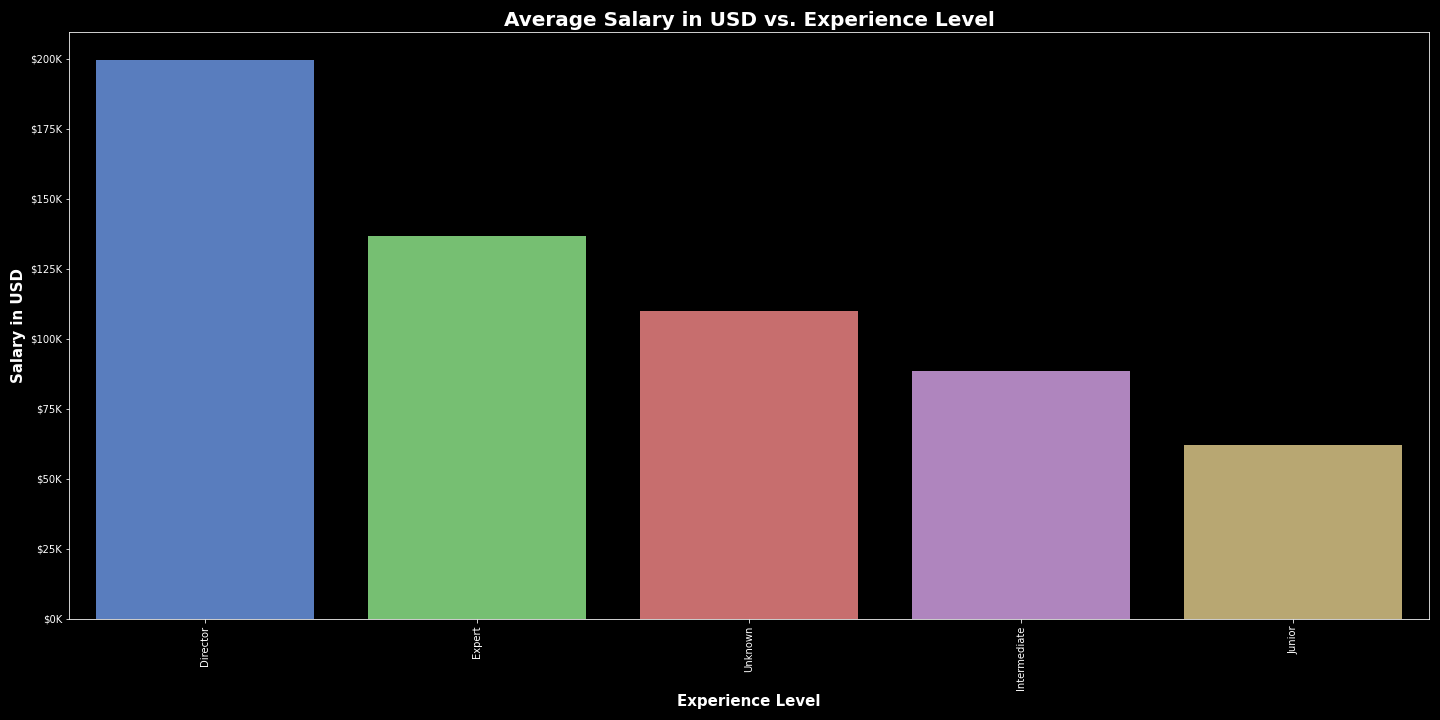 Average Salary in USD vs. Experience Level
$200K
$175K
$150K
$125K
$100K
$75K
$50K
$25K
$0K
Salary in USD
Director
Expert
Unknown
Intermediate
Junior
Experience Level